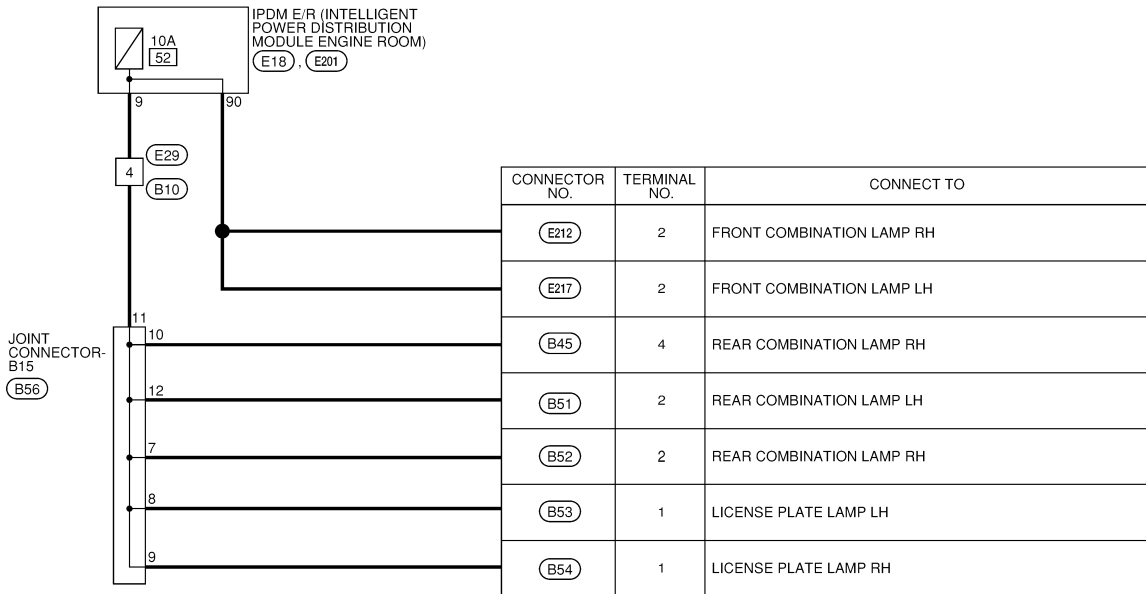 IPDM E/R (INTELLIGENT
POWER DISTRIBUTION
MODULE ENGINE ROOM)
E18 , E201
10A
52
9
90
4
E29
B10
11
JOINT
CONNECTOR-
B15
B56
10
12
7
8
9
CONNECTOR NO. TERMINAL NO. CONNECT TO
E212 2 FRONT COMBINATION LAMP RH
E217 2 FRONT COMBINATION LAMP LH
B45 4 REAR COMBINATION LAMP RH
B51 2 REAR COMBINATION LAMP LH
B52 2 REAR COMBINATION LAMP RH
B53 1 LICENSE PLATE LAMP LH
B54 1 LICENSE PLATE LAMP RH